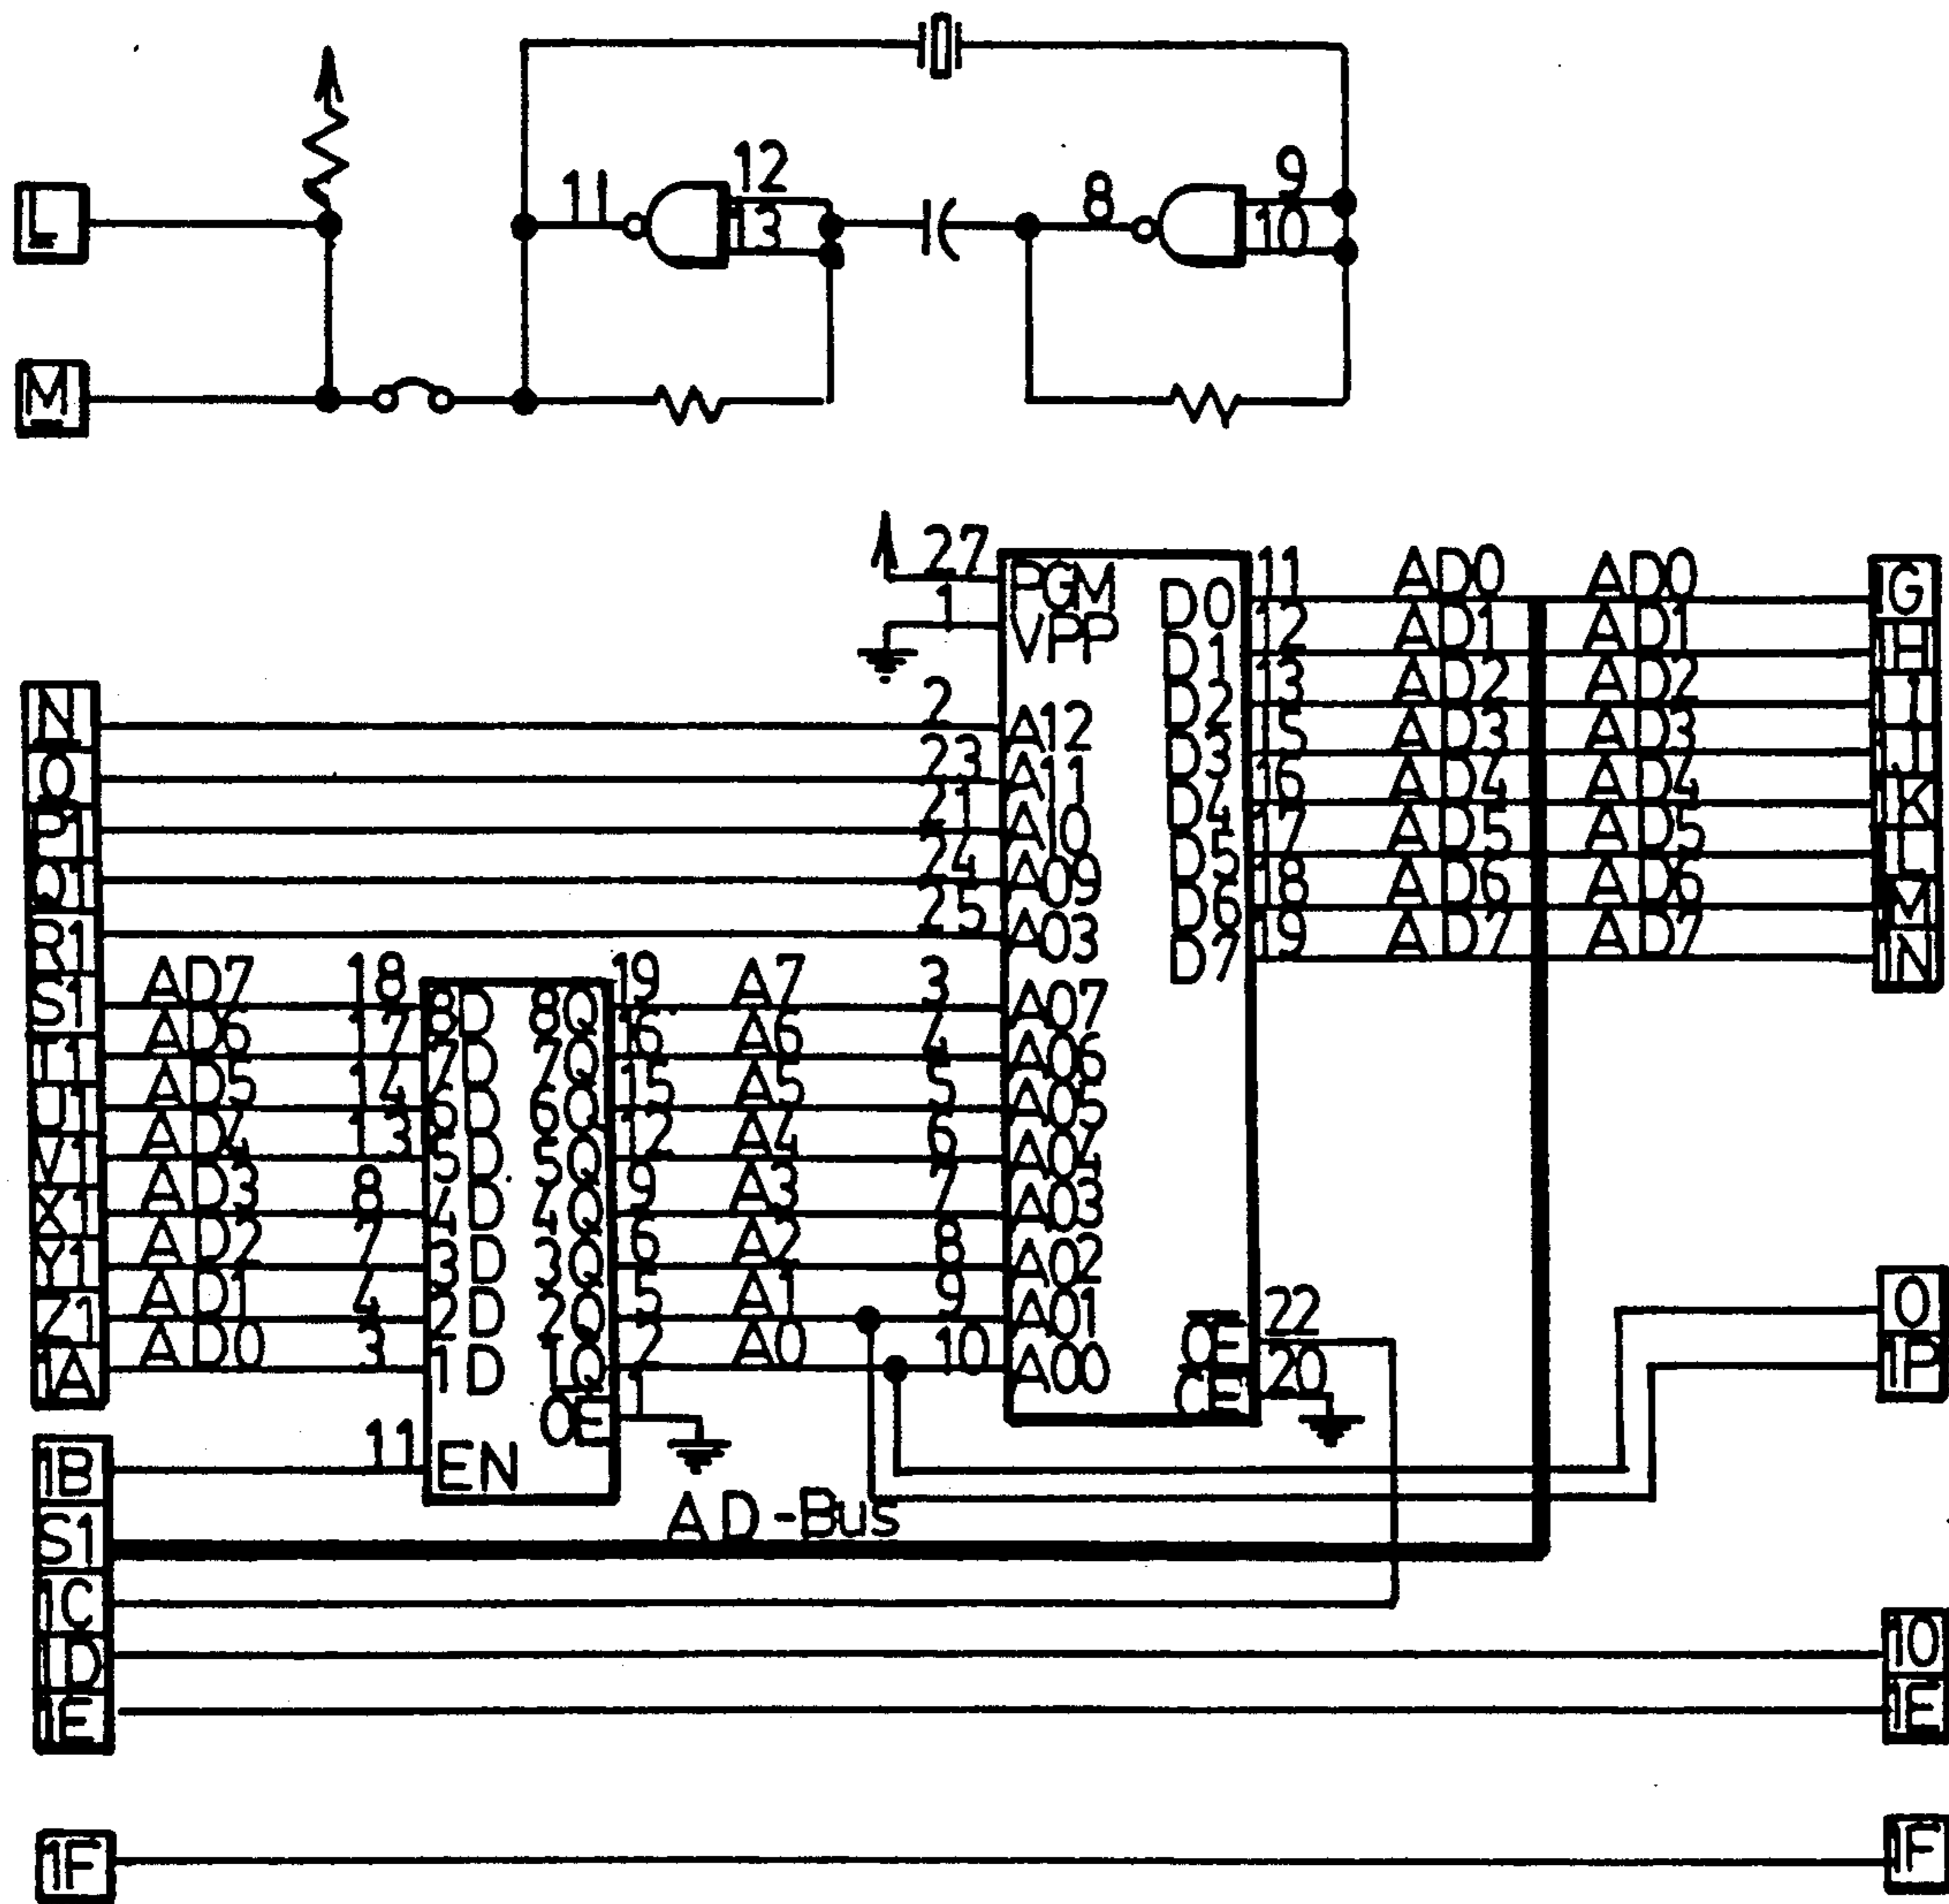 12
9
11
8
13
10
L
M
27
11
AD0
AD0
1G
PGM
D0
1
12
AD1
AD1
VPP
D1
1H
13
AD2
AD2
N
2
D2
1I
A12
15
AD3
AD3
O
23
D3
1J
A11
16
AD4
AD4
P1
21
D4
1K
A10
17
AD5
AD5
Q1
24
D5
1L
A09
18
AD6
AD6
R1
25
D6
1M
A03
19
AD7
AD7
D7
1N
S1
AD7
18
8D
8Q
19
A7
3
A07
T1
AD6
17
7D
7Q
16
A6
4
A06
U1
AD5
14
6D
6Q
15
A5
5
A05
V1
AD4
13
5D
5Q
12
A4
6
A04
X1
AD3
8
4D
4Q
9
A3
7
A03
Y1
AD2
7
3D
3Q
6
A2
8
A02
Z1
AD1
4
2D
2Q
5
A1
9
A01
OE
22
O
1A
AD0
3
1D
1Q
2
A0
10
A00
CE
20
1P
OE
1
1B
11
EN
S1
AD-Bus
1C
1D
10
1E
1E
1F
1F